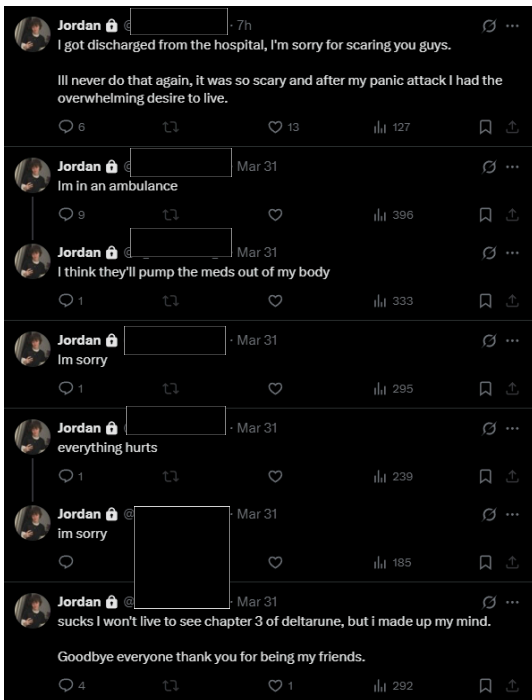 Jordan @ · 7h
I got discharged from the hospital, I'm sorry for scaring you guys.
Ill never do that again, it was so scary and after my panic attack I had the
overwhelming desire to live.
6 13 127
Jordan @ Mar 31
Im in an ambulance
9 396
Jordan @ Mar 31
I think they'll pump the meds out of my body
1 333
Jordan · Mar 31
Im sorry
1 295
Jordan · Mar 31
everything hurts
1 239
Jordan @ · Mar 31
im sorry
185
Jordan @ · Mar 31
sucks I won't live to see chapter 3 of deltarune, but i made up my mind.
Goodbye everyone thank you for being my friends.
4 1 292